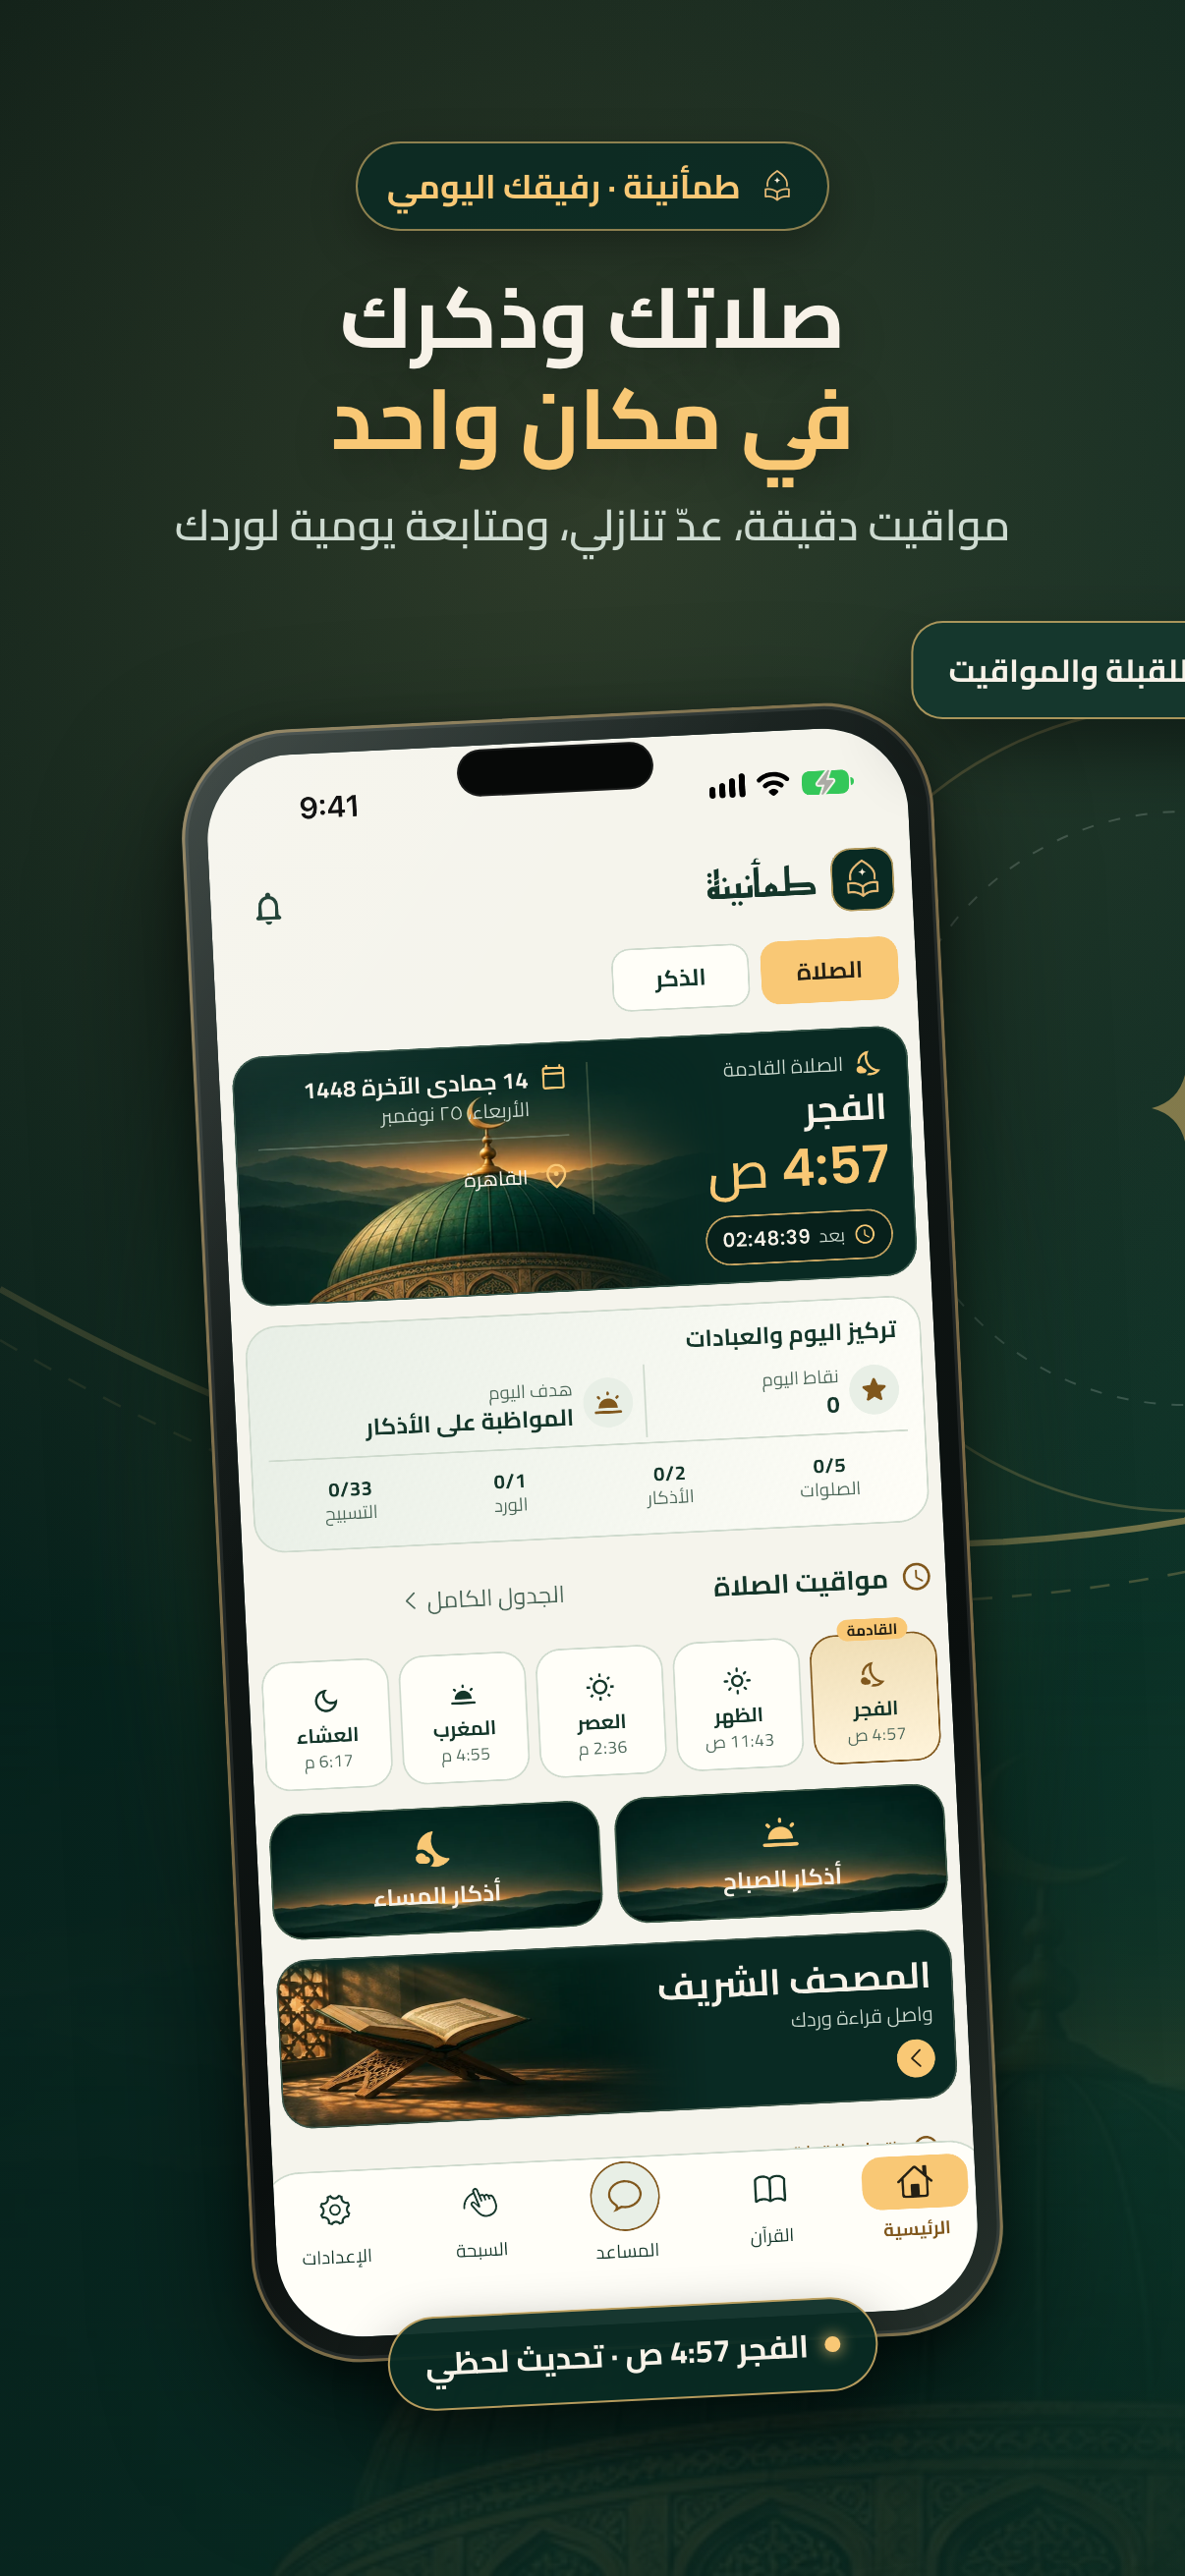 طمأنينة · رفيقك اليومي
صلاتك وذكرك
في مكان واحد
مواقيت دقيقة، عدّ تنازلي، ومتابعة يومية لوردك
للقبلة والمواقيت
9:41
طمأنينة
الصلاة
الذكر
الصلاة القادمة
الفجر
4:57 ص
بعد 02:48:39
14 جمادى الآخرة 1448
الأربعاء، ٢٥ نوفمبر
القاهرة
تركيز اليوم والعبادات
نقاط اليوم
0
هدف اليوم
المواظبة على الأذكار
0/5
الصلوات
0/2
الأذكار
0/1
الورد
0/33
التسبيح
مواقيت الصلاة
الجدول الكامل
القادمة
الفجر
4:57 ص
الظهر
11:43 ص
العصر
2:36 م
المغرب
4:55 م
العشاء
6:17 م
أذكار الصباح
أذكار المساء
المصحف الشريف
واصل قراءة وردك
الرئيسية
القرآن
المساعد
السبحة
الإعدادات
الفجر 4:57 ص · تحديث لحظي